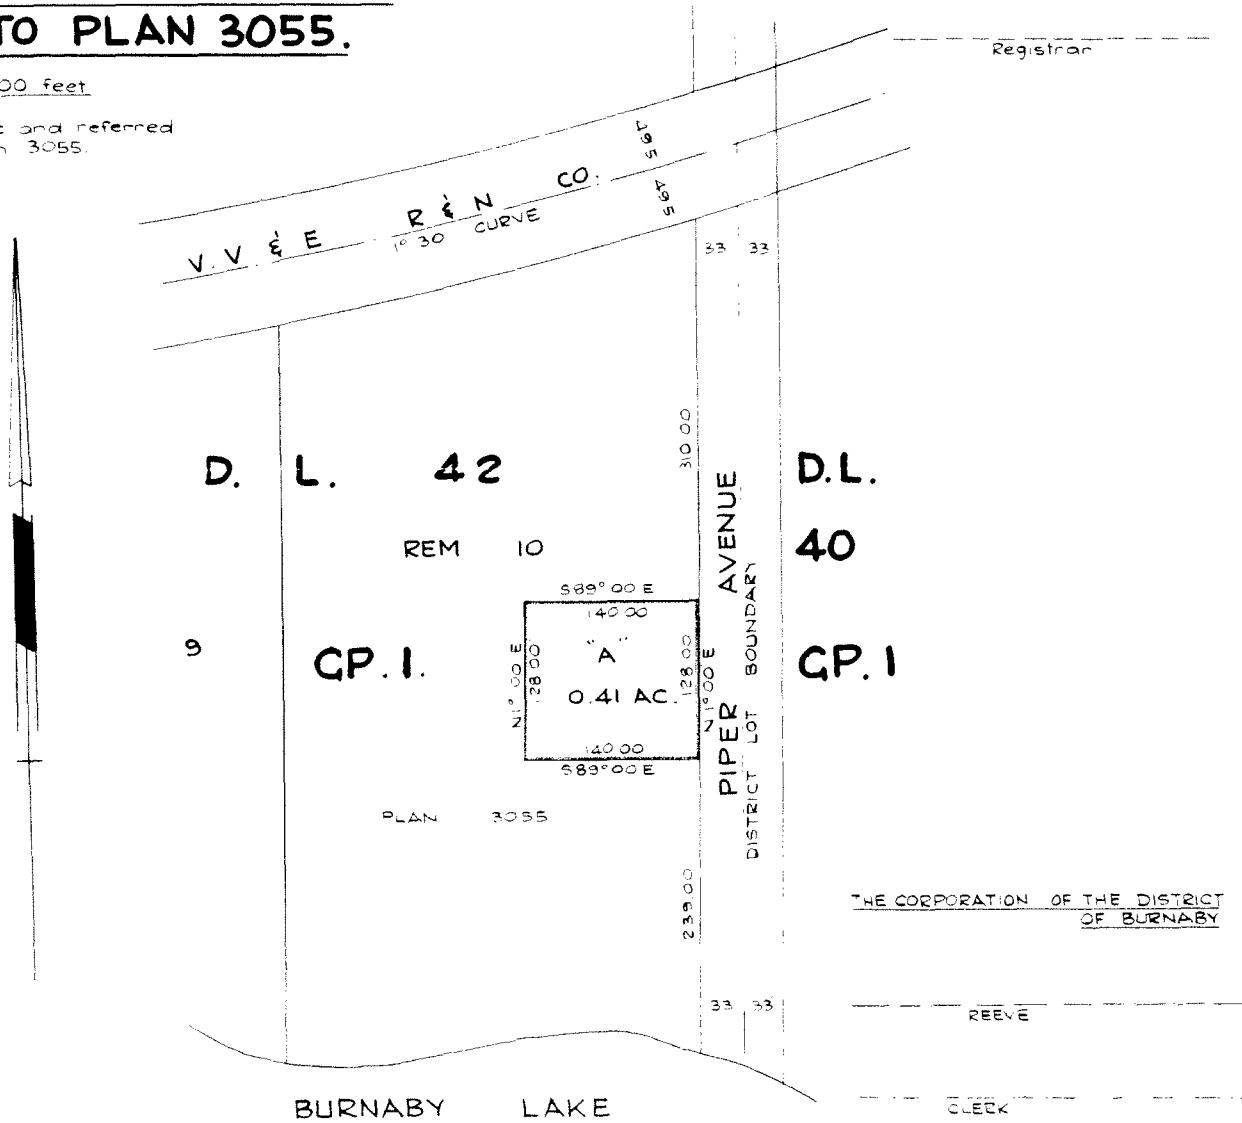 TO PLAN 3055.
00 feet
and referred
3055.
Registrar
495
495
V. V & E R & N CO.
1° 30 CURVE
33 33
310.00
D. L. 42
D.L.
40
REM 10
S89° 00 E
140.00
"A"
0.41 AC.
N1° 00 E
128.00
128.00
N1° 00 E
140.00
S89° 00 E
9
GP. 1.
GP. 1
PIPER AVENUE
DISTRICT LOT BOUNDARY
PLAN 3055
239.00
THE CORPORATION OF THE DISTRICT
OF BURNABY
33 33
REEVE
BURNABY LAKE
CLERK